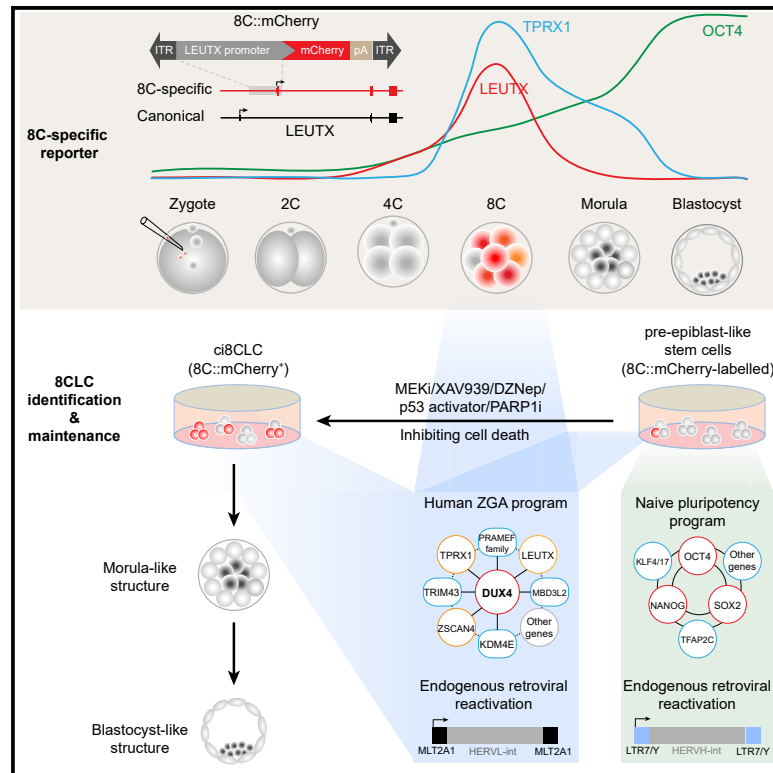 8C::mCherry
ITR
LEUTX promoter
mCherry
pA
ITR
8C-specific
Canonical
LEUTX
TPRX1
LEUTX
OCT4
8C-specific
reporter
Zygote
2C
4C
8C
Morula
Blastocyst
8CLC
identification
&
maintenance
ci8CLC
(8C::mCherry⁺)
MEKi/XAV939/DZNep/
p53 activator/PARP1i
Inhibiting cell death
pre-epiblast-like
stem cells
(8C::mCherry-labelled)
Morula-like
structure
Blastocyst-like
structure
Human ZGA program
PRAMEF
family
TPRX1
LEUTX
TRIM43
DUX4
MBD3L2
ZSCAN4
Other
genes
KDM4E
Endogenous retroviral
reactivation
MLT2A1
HERVL-int
MLT2A1
Naive pluripotency
program
KLF4/17
OCT4
Other
genes
NANOG
SOX2
TFAP2C
Endogenous retroviral
reactivation
LTR7/Y
HERVH-int
LTR7/Y